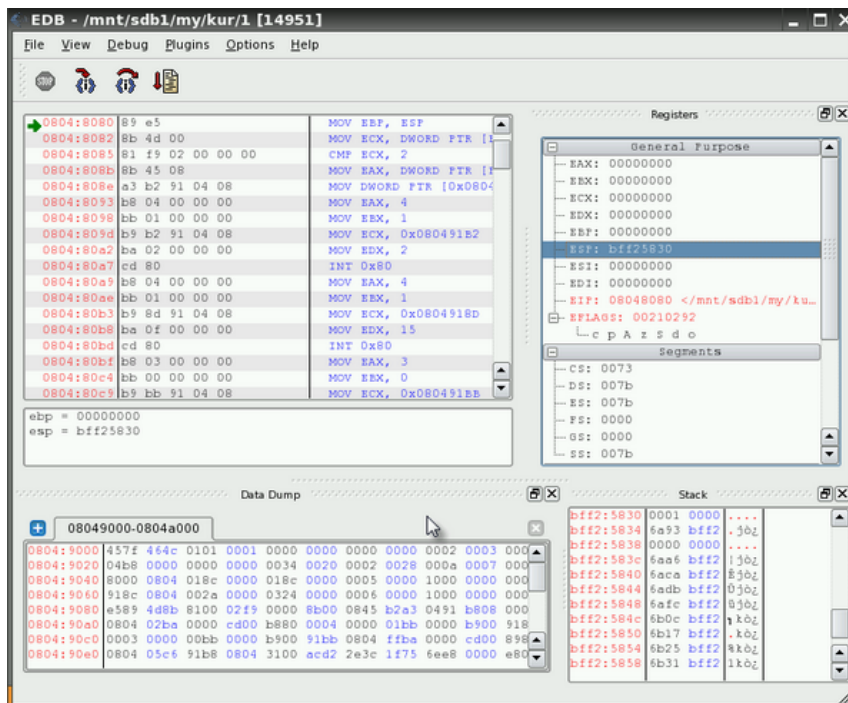 EDB - /mnt/sdb1/my/kur/1 [14951]
File View Debug Plugins Options Help
STOP
0804:8080 89 e5 MOV EBP, ESP
0804:8082 8b 4d 00 MOV ECX, DWORD PTR [
0804:8085 81 f9 02 00 00 00 CMP ECX, 2
0804:808b 8b 45 08 MOV EAX, DWORD PTR [
0804:808e a3 b2 91 04 08 MOV DWORD PTR [0x0804
0804:8093 b8 04 00 00 00 MOV EAX, 4
0804:8098 bb 01 00 00 00 MOV EBX, 1
0804:809d b9 b2 91 04 08 MOV ECX, 0x080491B2
0804:80a2 ba 02 00 00 00 MOV EDX, 2
0804:80a7 cd 80 INT 0x80
0804:80a9 b8 04 00 00 00 MOV EAX, 4
0804:80ae bb 01 00 00 00 MOV EBX, 1
0804:80b3 b9 8d 91 04 08 MOV ECX, 0x0804918D
0804:80b8 ba 0f 00 00 00 MOV EDX, 15
0804:80bd cd 80 INT 0x80
0804:80bf b8 03 00 00 00 MOV EAX, 3
0804:80c4 bb 00 00 00 00 MOV EBX, 0
0804:80c9 b9 bb 91 04 08 MOV ECX, 0x080491BB
ebp = 00000000
esp = bff25830
Registers
General Purpose
EAX: 00000000
EBX: 00000000
ECX: 00000000
EDX: 00000000
EBP: 00000000
ESP: bff25830
ESI: 00000000
EDI: 00000000
EIP: 08048080 </mnt/sdb1/my/ku...
EFLAGS: 00210292
c p A z S d o
Segments
CS: 0073
DS: 007b
ES: 007b
FS: 0000
GS: 0000
SS: 007b
Data Dump
08049000-0804a000
0804:9000 457f 464c 0101 0001 0000 0000 0000 0000 0002 0003 000
0804:9020 04b8 0000 0000 0000 0034 0020 0002 0028 000a 0007 000
0804:9040 8000 0804 018c 0000 018c 0000 0005 0000 1000 0000 000
0804:9060 918c 0804 002a 0000 0324 0000 0006 0000 1000 0000 000
0804:9080 e589 4d8b 8100 02f9 0000 8b00 0845 b2a3 0491 b808 000
0804:90a0 0804 02ba 0000 cd00 b880 0004 0000 01bb 0000 b900 918
0804:90c0 0003 0000 00bb 0000 b900 91bb 0804 ffba 0000 cd00 898
0804:90e0 0804 05c6 91b8 0804 3100 acd2 2e3c 1f75 6ee8 0000 e80
Stack
bff2:5830 0001 0000 ....
bff2:5834 6a93 bff2 .jò¿
bff2:5838 0000 0000 ....
bff2:583c 6aa6 bff2 ¦jò¿
bff2:5840 6aca bff2 Êjò¿
bff2:5844 6adb bff2 Ûjò¿
bff2:5848 6afc bff2 üjò¿
bff2:584c 6b0c bff2 kò¿
bff2:5850 6b17 bff2 .kò¿
bff2:5854 6b25 bff2 %kò¿
bff2:5858 6b31 bff2 1kò¿